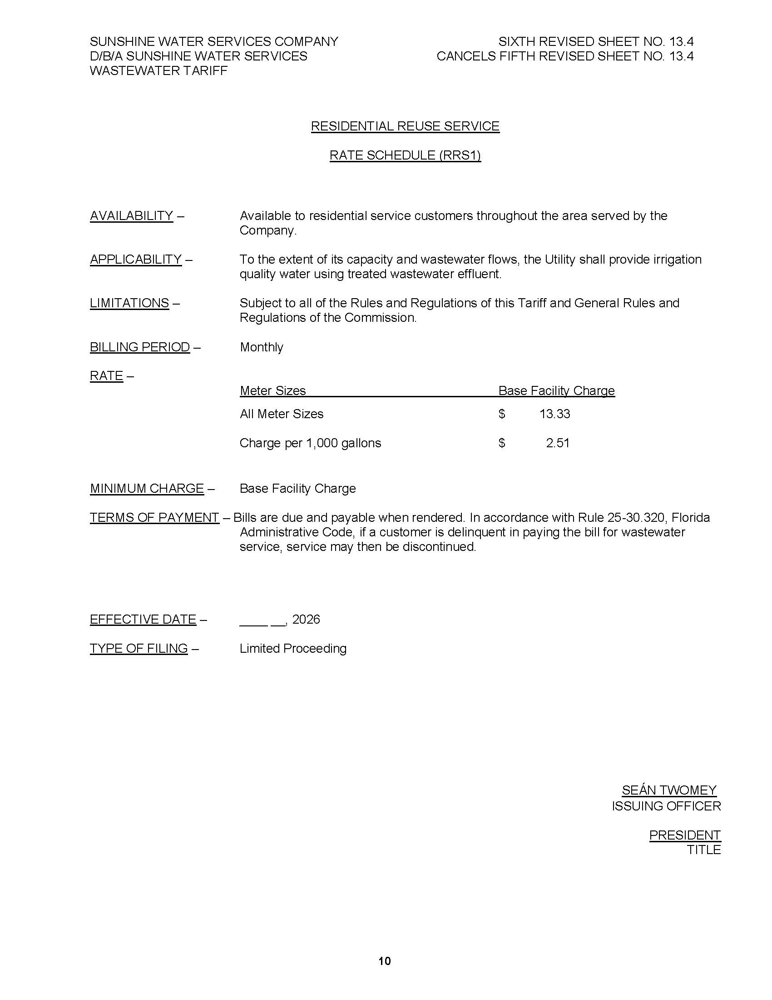 SUNSHINE WATER SERVICES COMPANY SIXTH REVISED SHEET NO. 13.4
D/B/A SUNSHINE WATER SERVICES CANCELS FIFTH REVISED SHEET NO. 13.4
WASTEWATER TARIFF
RESIDENTIAL REUSE SERVICE
RATE SCHEDULE (RRS1)
AVAILABILITY – Available to residential service customers throughout the area served by the
Company.
APPLICABILITY – To the extent of its capacity and wastewater flows, the Utility shall provide irrigation
quality water using treated wastewater effluent.
LIMITATIONS – Subject to all of the Rules and Regulations of this Tariff and General Rules and
Regulations of the Commission.
BILLING PERIOD – Monthly
RATE –
Meter Sizes Base Facility Charge
All Meter Sizes $ 13.33
Charge per 1,000 gallons $ 2.51
MINIMUM CHARGE – Base Facility Charge
TERMS OF PAYMENT – Bills are due and payable when rendered. In accordance with Rule 25-30.320, Florida
Administrative Code, if a customer is delinquent in paying the bill for wastewater
service, service may then be discontinued.
EFFECTIVE DATE – ____ __, 2026
TYPE OF FILING – Limited Proceeding
SEÁN TWOMEY
ISSUING OFFICER
PRESIDENT
TITLE
10